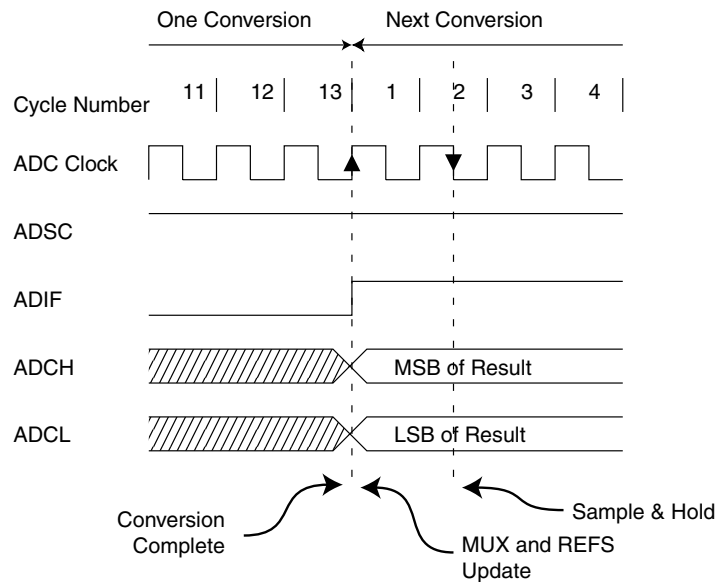 One Conversion Next Conversion
Cycle Number 11 12 13 1 2 3 4
ADC Clock
ADSC
ADIF
ADCH MSB of Result
ADCL LSB of Result
Conversion
Complete
MUX and REFS
Update
Sample & Hold